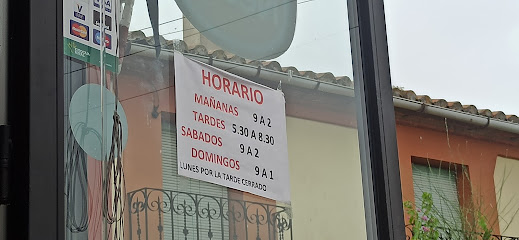 HORARIO
MAÑANAS 9 A 2
TARDES 5.30 A 8.30
SABADOS 9 A 2
DOMINGOS 9 A 1
LUNES POR LA TARDE CERRADO
VISA